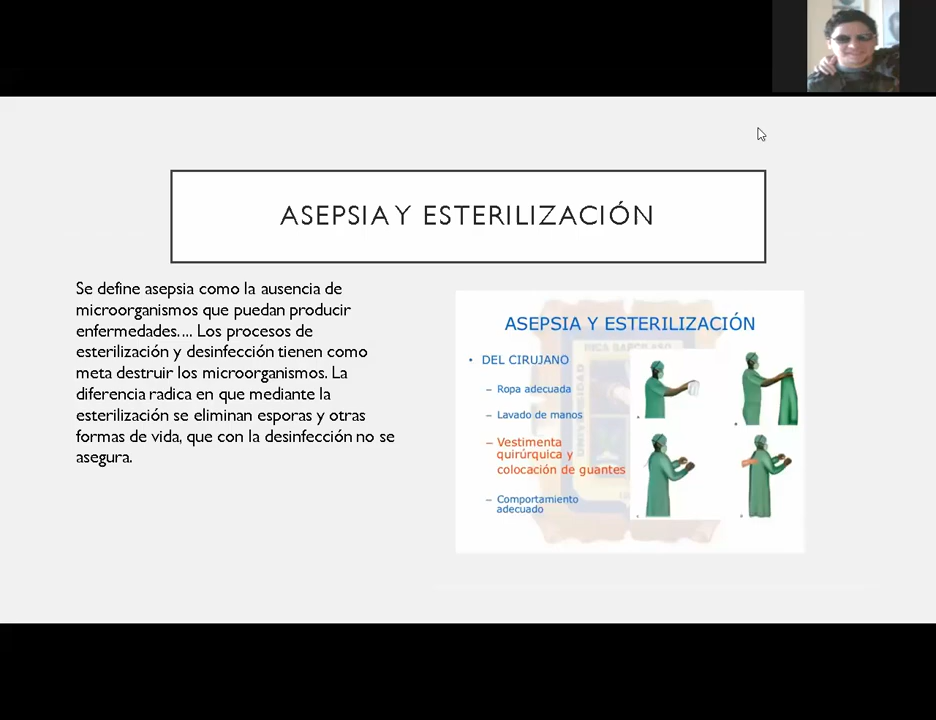 ASEPSIA Y ESTERILIZACIÓN
Se define asepsia como la ausencia de
microorganismos que puedan producir
enfermedades.... Los procesos de
esterilización y desinfección tienen como
meta destruir los microorganismos. La
diferencia radica en que mediante la
esterilización se eliminan esporas y otras
formas de vida, que con la desinfección no se
asegura.
ASEPSIA Y ESTERILIZACIÓN
• DEL CIRUJANO
– Ropa adecuada
– Lavado de manos
– Vestimenta
quirúrquica y
colocación de guantes
– Comportamiento
adecuado